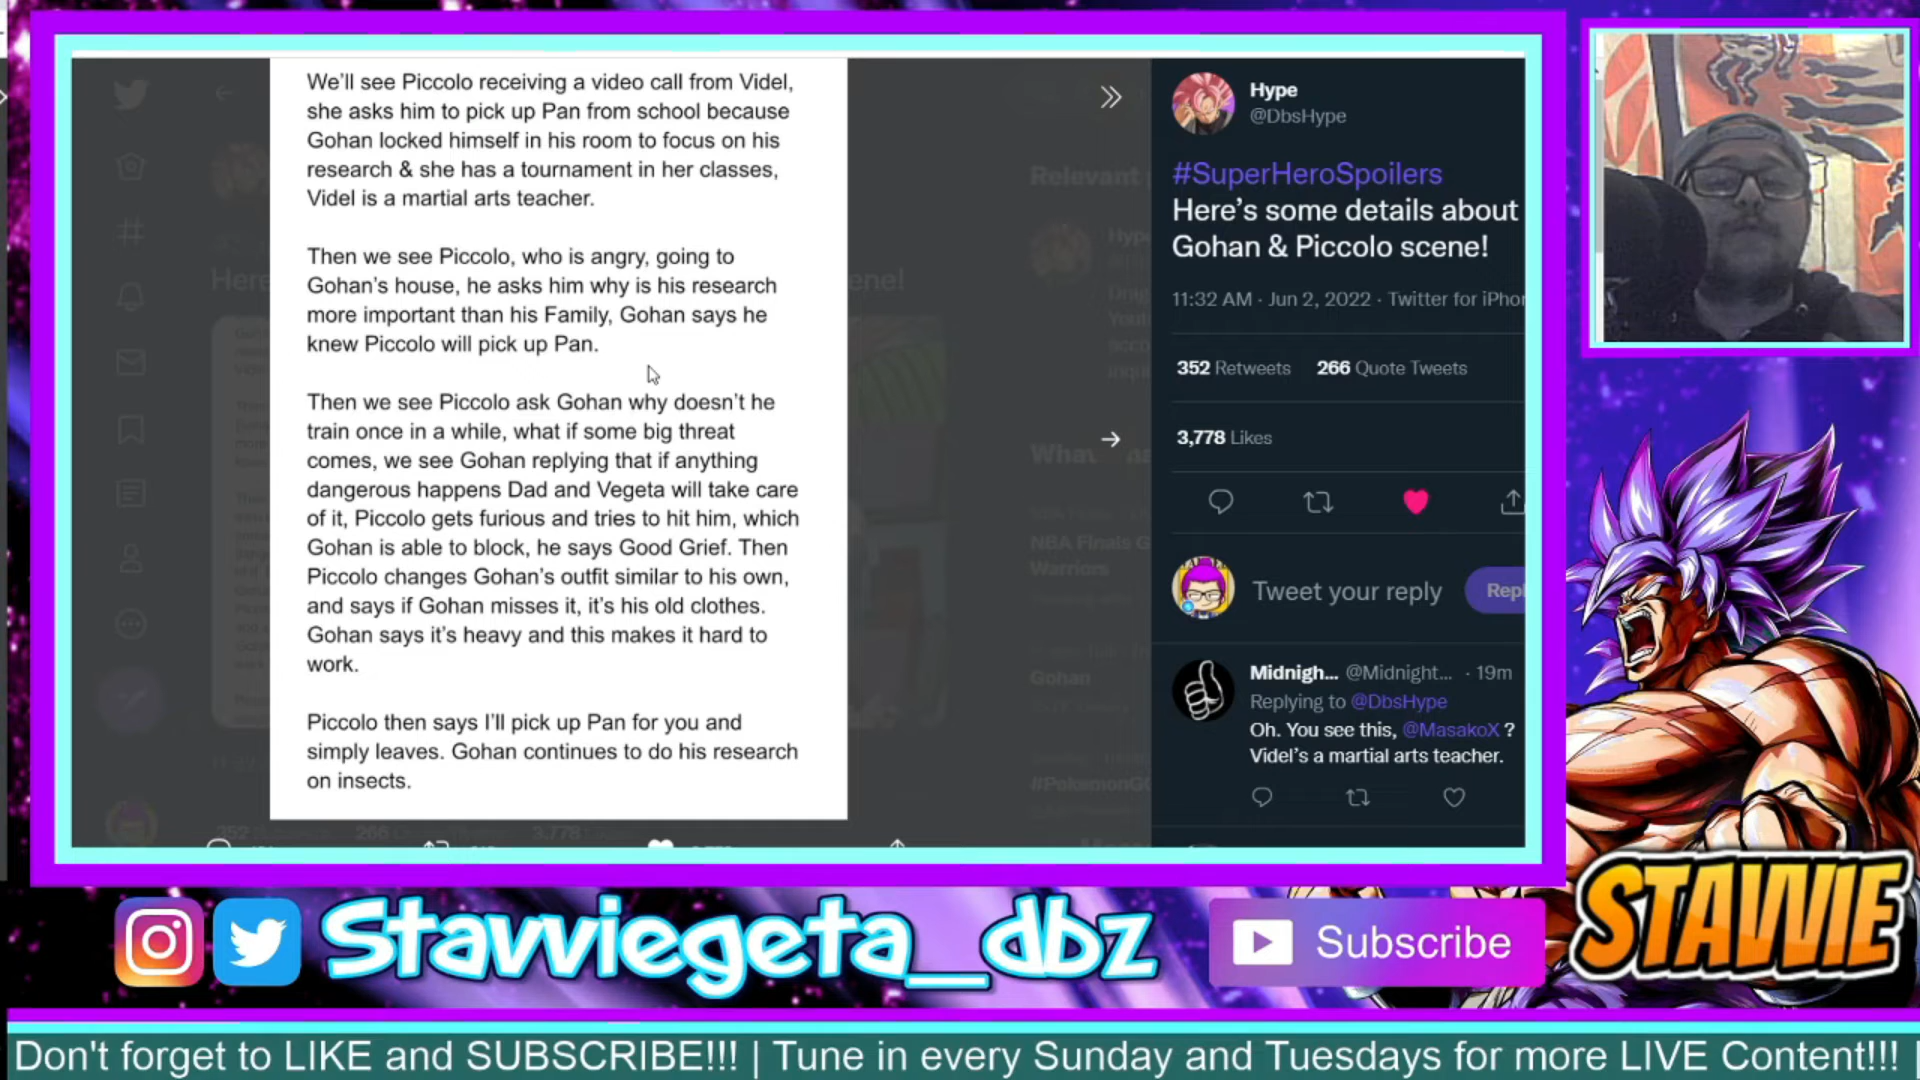 We'll see Piccolo receiving a video call from Videl,
she asks him to pick up Pan from school because
Gohan locked himself in his room to focus on his
research & she has a tournament in her classes,
Videl is a martial arts teacher.
Then we see Piccolo, who is angry, going to
Gohan's house, he asks him why is his research
more important than his Family, Gohan says he
knew Piccolo will pick up Pan.
Then we see Piccolo ask Gohan why doesn't he
train once in a while, what if some big threat
comes, we see Gohan replying that if anything
dangerous happens Dad and Vegeta will take care
of it, Piccolo gets furious and tries to hit him, which
Gohan is able to block, he says Good Grief. Then
Piccolo changes Gohan's outfit similar to his own,
and says if Gohan misses it, it's his old clothes.
Gohan says it's heavy and this makes it hard to
work.
Piccolo then says I'll pick up Pan for you and
simply leaves. Gohan continues to do his research
on insects.
Relevant
NBA Finals G
Warriors
Gohan
#PokemonGO
Hype
@DbsHype
#SuperHeroSpoilers
Here's some details about
Gohan & Piccolo scene!
11:32 AM · Jun 2, 2022 · Twitter for iPhon
352 Retweets 266 Quote Tweets
3,778 Likes
Tweet your reply
Repl
Midnigh... @Midnight... · 19m
Replying to @DbsHype
Oh. You see this, @MasakoX ?
Videl's a martial arts teacher.
Stavviegeta_dbz
Subscribe
STAVVIE
Don't forget to LIKE and SUBSCRIBE!!! | Tune in every Sunday and Tuesdays for more LIVE Content!!! |